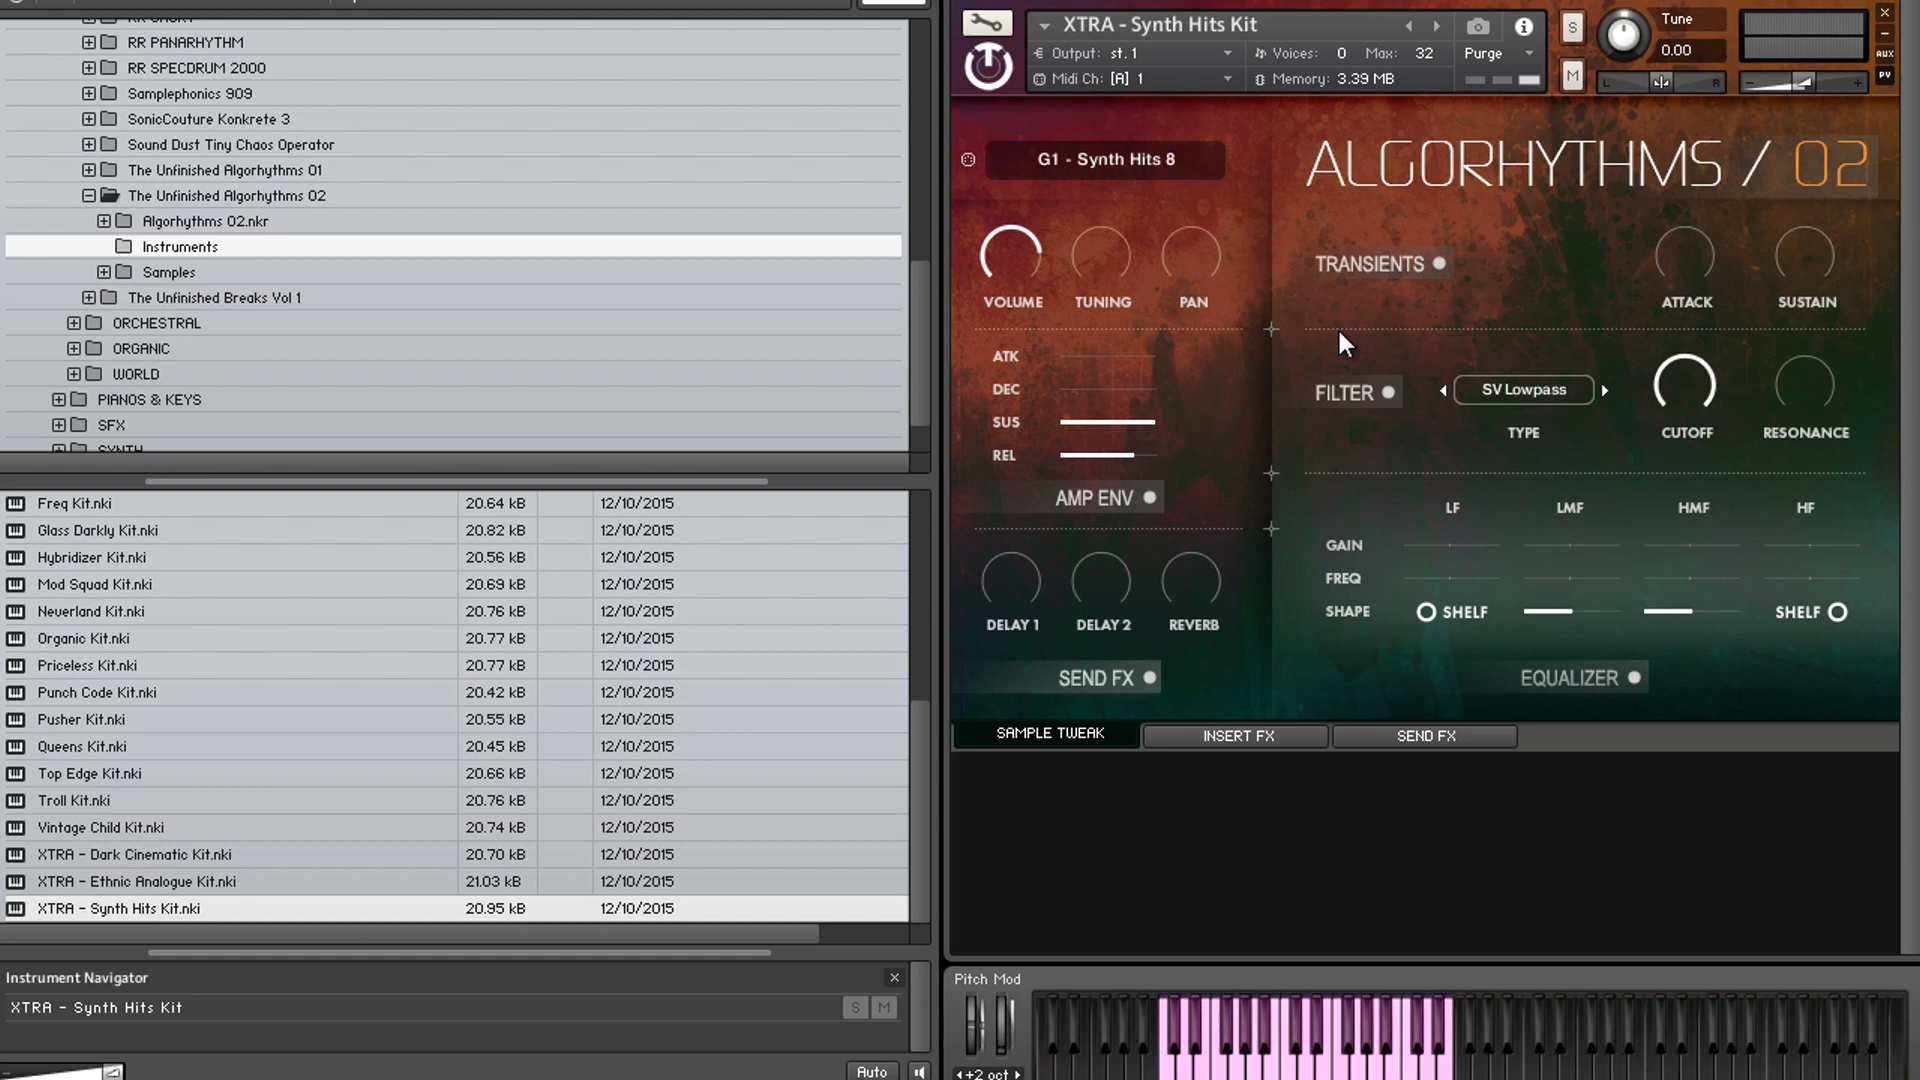 RR PANARHYTHM
RR SPECDRUM 2000
Samplephonics 909
SonicCouture Konkrete 3
Sound Dust Tiny Chaos Operator
The Unfinished Algorhythms 01
The Unfinished Algorhythms 02
Algorhythms 02.nkr
Instruments
Samples
The Unfinished Breaks Vol 1
ORCHESTRAL
ORGANIC
WORLD
PIANOS & KEYS
SFX
SYNTH
Freq Kit.nki 20.64 kB 12/10/2015
Glass Darkly Kit.nki 20.82 kB 12/10/2015
Hybridizer Kit.nki 20.56 kB 12/10/2015
Mod Squad Kit.nki 20.69 kB 12/10/2015
Neverland Kit.nki 20.76 kB 12/10/2015
Organic Kit.nki 20.77 kB 12/10/2015
Priceless Kit.nki 20.77 kB 12/10/2015
Punch Code Kit.nki 20.42 kB 12/10/2015
Pusher Kit.nki 20.55 kB 12/10/2015
Queens Kit.nki 20.45 kB 12/10/2015
Top Edge Kit.nki 20.66 kB 12/10/2015
Troll Kit.nki 20.76 kB 12/10/2015
Vintage Child Kit.nki 20.74 kB 12/10/2015
XTRA - Dark Cinematic Kit.nki 20.70 kB 12/10/2015
XTRA - Ethnic Analogue Kit.nki 21.03 kB 12/10/2015
XTRA - Synth Hits Kit.nki 20.95 kB 12/10/2015
Instrument Navigator
XTRA - Synth Hits Kit S M
Auto
XTRA - Synth Hits Kit
Output: st.1 Voices: 0 Max: 32 Purge
Midi Ch: [A] 1 Memory: 3.39 MB
S
M
Tune
0.00
L R
AUX
PV
G1 - Synth Hits 8
ALGORHYTHMS / 02
VOLUME TUNING PAN
TRANSIENTS
ATTACK SUSTAIN
ATK
DEC
SUS
REL
AMP ENV
FILTER
SV Lowpass
TYPE CUTOFF RESONANCE
LF LMF HMF HF
GAIN
FREQ
SHAPE SHELF SHELF
DELAY 1 DELAY 2 REVERB
SEND FX
EQUALIZER
SAMPLE TWEAK INSERT FX SEND FX
Pitch Mod
+2 oct